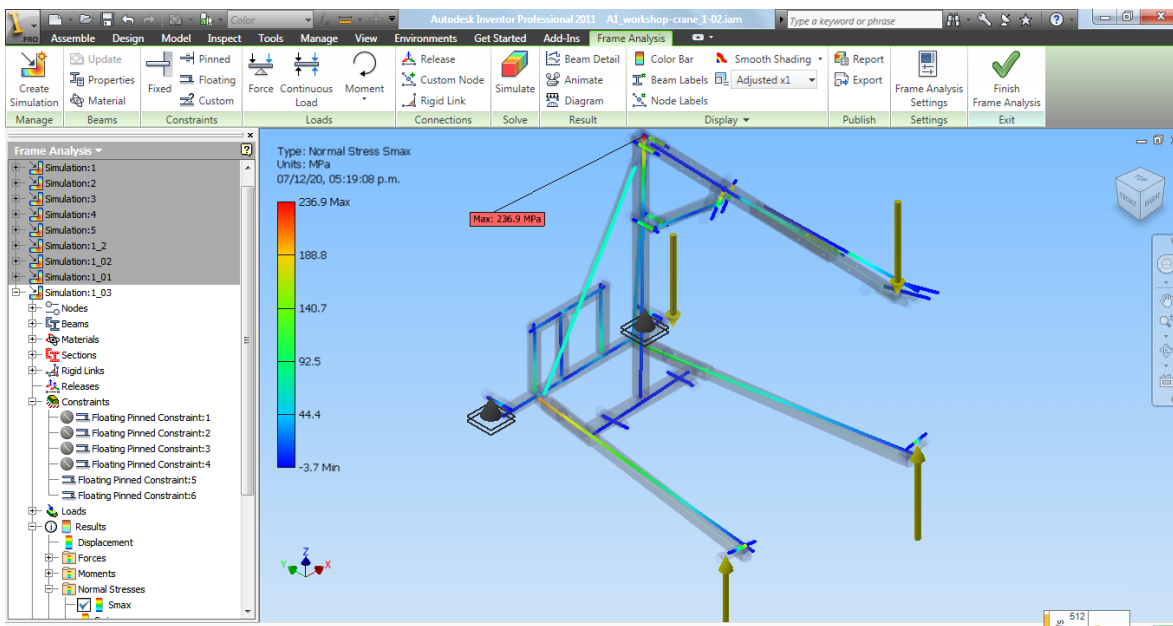 Color
Autodesk Inventor Professional 2011 A1_workshop-crane_1-02.iam
Type a keyword or phrase
PRO
Assemble Design Model Inspect Tools Manage View Environments Get Started Add-Ins Frame Analysis
Create Simulation
Update
Properties
Material
Fixed
Pinned
Floating
Custom
Force
Continuous Load
Moment
Release
Custom Node
Rigid Link
Simulate
Beam Detail
Animate
Diagram
Color Bar
Beam Labels
Node Labels
Smooth Shading
Adjusted x1
Report
Export
Frame Analysis Settings
Finish Frame Analysis
Manage Beams Constraints Loads Connections Solve Result Display Publish Settings Exit
Frame Analysis
Simulation:1
Simulation:2
Simulation:3
Simulation:4
Simulation:5
Simulation:1_2
Simulation:1_02
Simulation:1_01
Simulation:1_03
Nodes
Beams
Materials
Sections
Rigid Links
Releases
Constraints
Floating Pinned Constraint:1
Floating Pinned Constraint:2
Floating Pinned Constraint:3
Floating Pinned Constraint:4
Floating Pinned Constraint:5
Floating Pinned Constraint:6
Loads
Results
Displacement
Forces
Moments
Normal Stresses
Smax
Type: Normal Stress Smax
Units: MPa
07/12/20, 05:19:08 p.m.
236.9 Max
188.8
140.7
92.5
44.4
-3.7 Min
Max: 236.9 MPa
TOP
FRONT
RIGHT
Z
Y
X
512